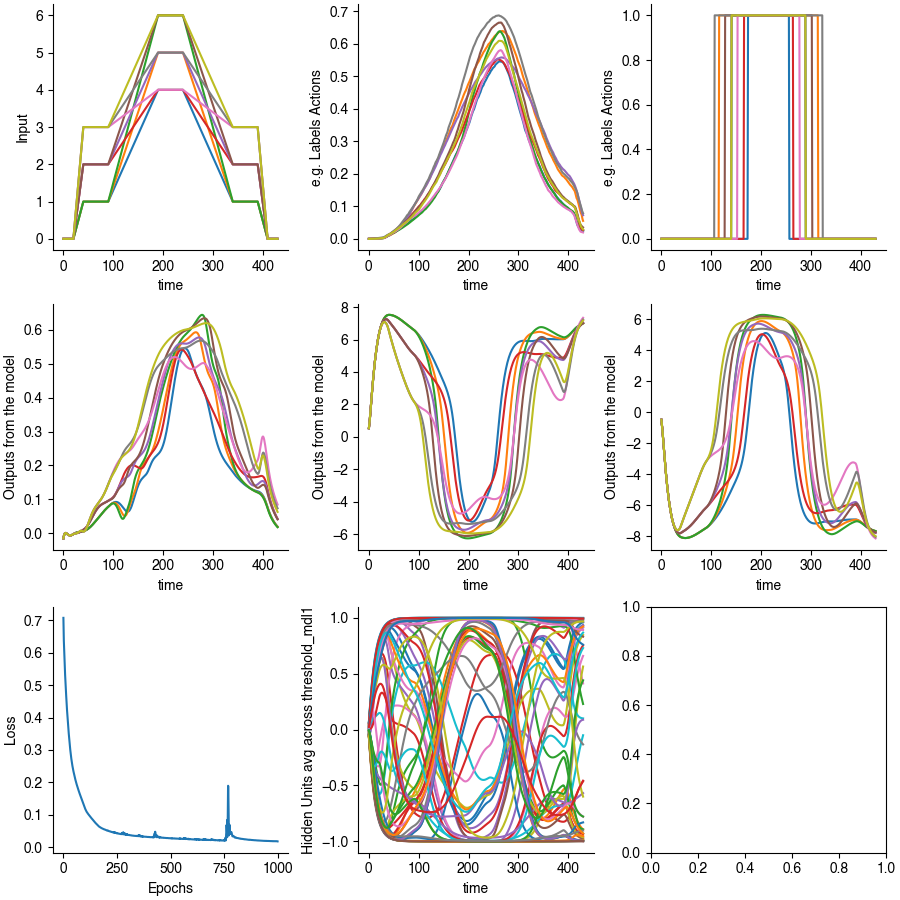 6
5
4
3
2
1
0
Input
0 100 200 300 400
time
0.7
0.6
0.5
0.4
0.3
0.2
0.1
0.0
e.g. Labels Actions
0 100 200 300 400
time
1.0
0.8
0.6
0.4
0.2
0.0
e.g. Labels Actions
0 100 200 300 400
time
0.6
0.5
0.4
0.3
0.2
0.1
0.0
Outputs from the model
0 100 200 300 400
time
8
6
4
2
0
−2
−4
−6
Outputs from the model
0 100 200 300 400
time
6
4
2
0
−2
−4
−6
−8
Outputs from the model
0 100 200 300 400
time
0.7
0.6
0.5
0.4
0.3
0.2
0.1
0.0
Loss
0 250 500 750 1000
Epochs
1.0
0.5
0.0
−0.5
−1.0
Hidden Units avg across threshold_mdl1
0 100 200 300 400
time
1.0
0.8
0.6
0.4
0.2
0.0
0.0 0.2 0.4 0.6 0.8 1.0